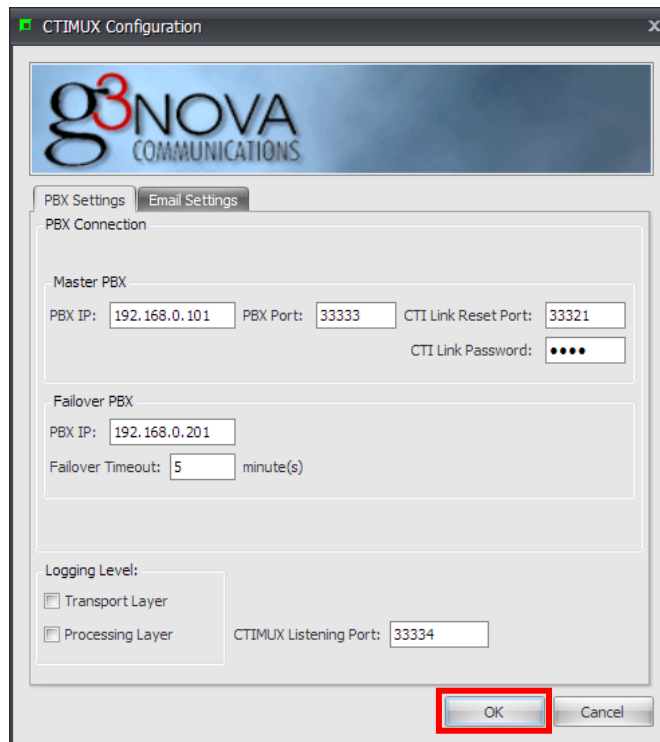 CTIMUX Configuration x
g3NOVA
COMMUNICATIONS
PBX Settings Email Settings
PBX Connection
Master PBX
PBX IP: 192.168.0.101 PBX Port: 33333 CTI Link Reset Port: 33321
CTI Link Password: ●●●●
Failover PBX
PBX IP: 192.168.0.201
Failover Timeout: 5 minute(s)
Logging Level:
Transport Layer
Processing Layer CTIMUX Listening Port: 33334
OK Cancel